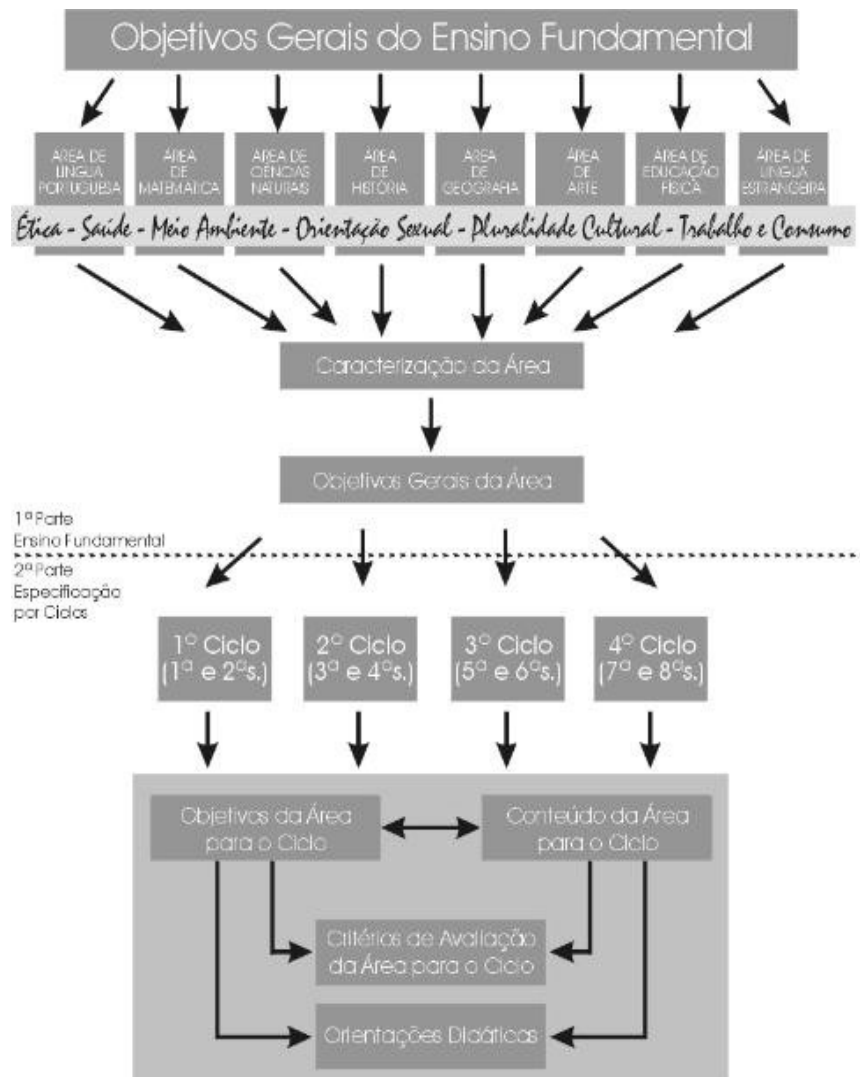 Objetivos Gerais do Ensino Fundamental
ÁREA DE
LÍNGUA
PORTUGUESA
ÁREA
DE
MATEMÁTICA
ÁREA DE
CIÊNCIAS
NATURAIS
ÁREA
DE
HISTÓRIA
ÁREA
DE
GEOGRAFIA
ÁREA
DE
ARTE
ÁREA DE
EDUCAÇÃO
FÍSICA
ÁREA
DE LÍNGUA
ESTRANGEIRA
Ética - Saúde - Meio Ambiente - Orientação Sexual - Pluralidade Cultural - Trabalho e Consumo
Caracterização da Área
Objetivos Gerais da Área
1ª Parte
Ensino Fundamental
2ª Parte
Especificação
por Ciclos
1º Ciclo
(1ª e 2ªs.)
2º Ciclo
(3ª e 4ªs.)
3º Ciclo
(5ª e 6ªs.)
4º Ciclo
(7ª e 8ªs.)
Objetivos da Área
para o Ciclo
Conteúdo da Área
para o Ciclo
Critérios de Avaliação
da Área para o Ciclo
Orientações Didáticas